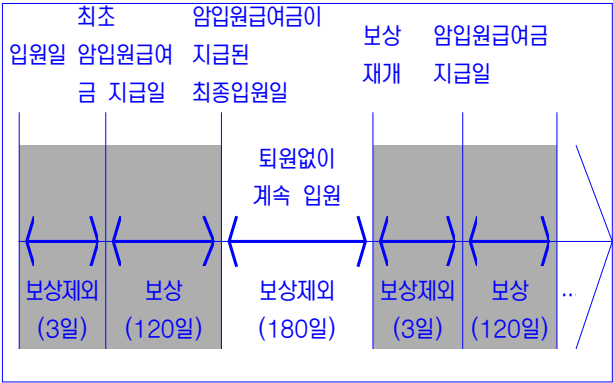 입원일
최초
암입원급여
금 지급일
암입원급여금이
지급된
최종입원일
보상
재개
암입원급여금
지급일
퇴원없이
계속 입원
보상제외
(3일)
보상
(120일)
보상제외
(180일)
보상제외
(3일)
보상
(120일)
...